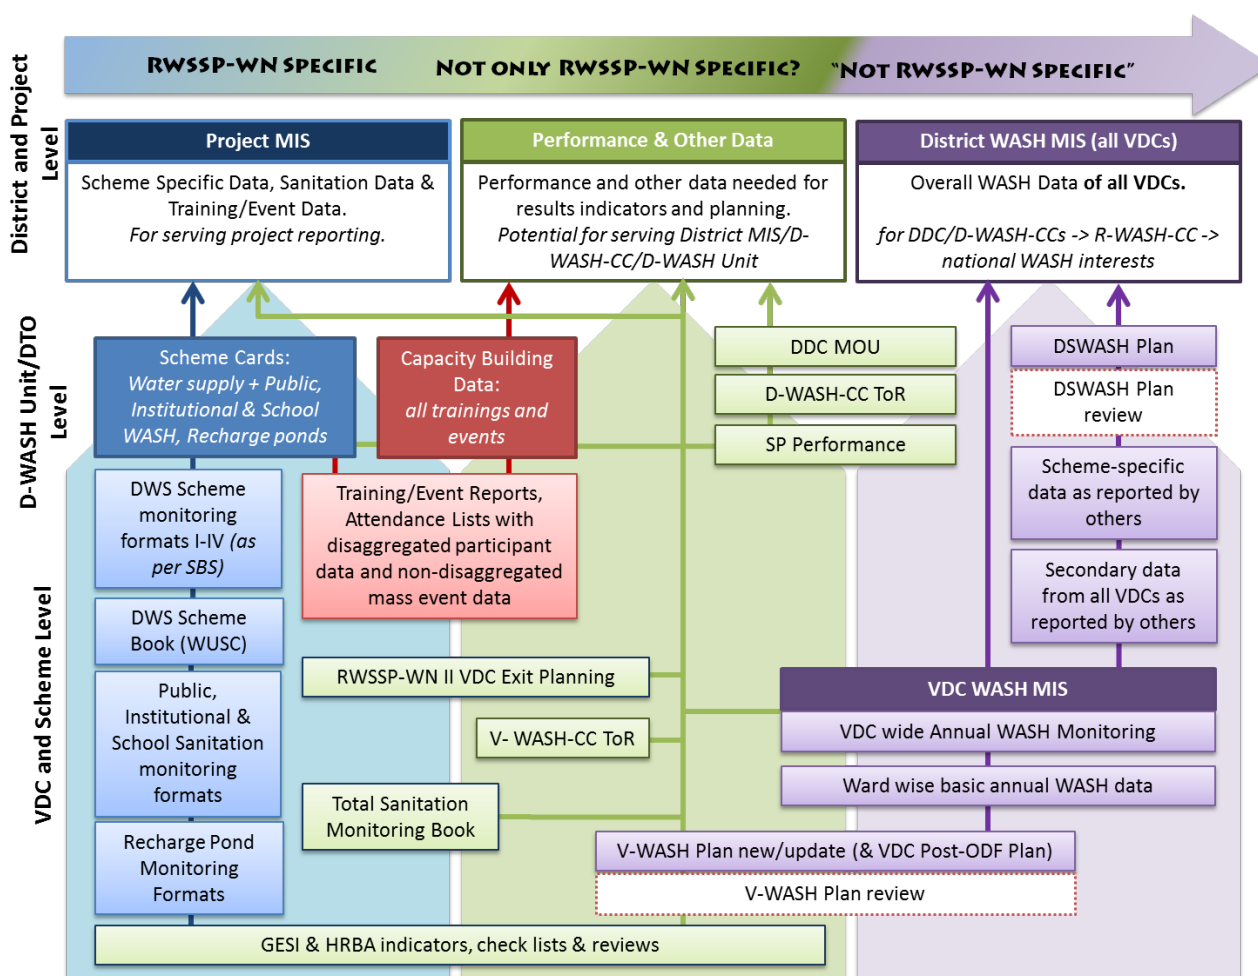 RWSSP-WN SPECIFIC
NOT ONLY RWSSP-WN SPECIFIC?
"NOT RWSSP-WN SPECIFIC"
District and Project
Level
Project MIS
Scheme Specific Data, Sanitation Data &
Training/Event Data.
For serving project reporting.
Performance & Other Data
Performance and other data needed for
results indicators and planning.
Potential for serving District MIS/D-
WASH-CC/D-WASH Unit
District WASH MIS (all VDCs)
Overall WASH Data of all VDCs.
for DDC/D-WASH-CCs -> R-WASH-CC ->
national WASH interests
D-WASH Unit/DTO
Level
Scheme Cards:
Water supply + Public,
Institutional & School
WASH, Recharge ponds
Capacity Building
Data:
all trainings and
events
DDC MOU
D-WASH-CC ToR
SP Performance
DSWASH Plan
DSWASH Plan
review
Scheme-specific
data as reported by
others
Secondary data
from all VDCs as
reported by others
VDC and Scheme Level
DWS Scheme
monitoring
formats I-IV (as
per SBS)
DWS Scheme
Book (WUSC)
Public,
Institutional &
School Sanitation
monitoring
formats
Recharge Pond
Monitoring
Formats
Training/Event Reports,
Attendance Lists with
disaggregated participant
data and non-disaggregated
mass event data
RWSSP-WN II VDC Exit Planning
V- WASH-CC ToR
Total Sanitation
Monitoring Book
VDC WASH MIS
VDC wide Annual WASH Monitoring
Ward wise basic annual WASH data
V-WASH Plan new/update (& VDC Post-ODF Plan)
V-WASH Plan review
GESI & HRBA indicators, check lists & reviews